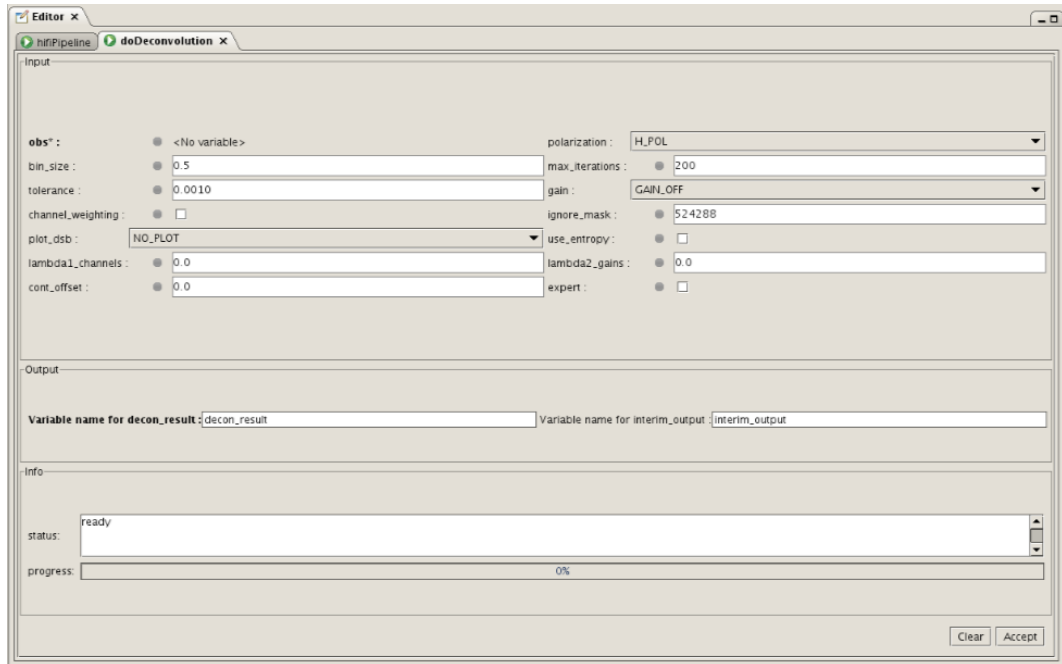 Editor
hifiPipeline doDeconvolution
Input
obs* : <No variable> polarization : H_POL
bin_size : 0.5 max_iterations : 200
tolerance : 0.0010 gain : GAIN_OFF
channel_weighting : ignore_mask : 524288
plot_dsb : NO_PLOT use_entropy :
lambda1_channels : 0.0 lambda2_gains : 0.0
cont_offset : 0.0 expert :
Output
Variable name for decon_result : decon_result Variable name for interim_output : interim_output
Info
ready
status:
progress: 0%
Clear Accept